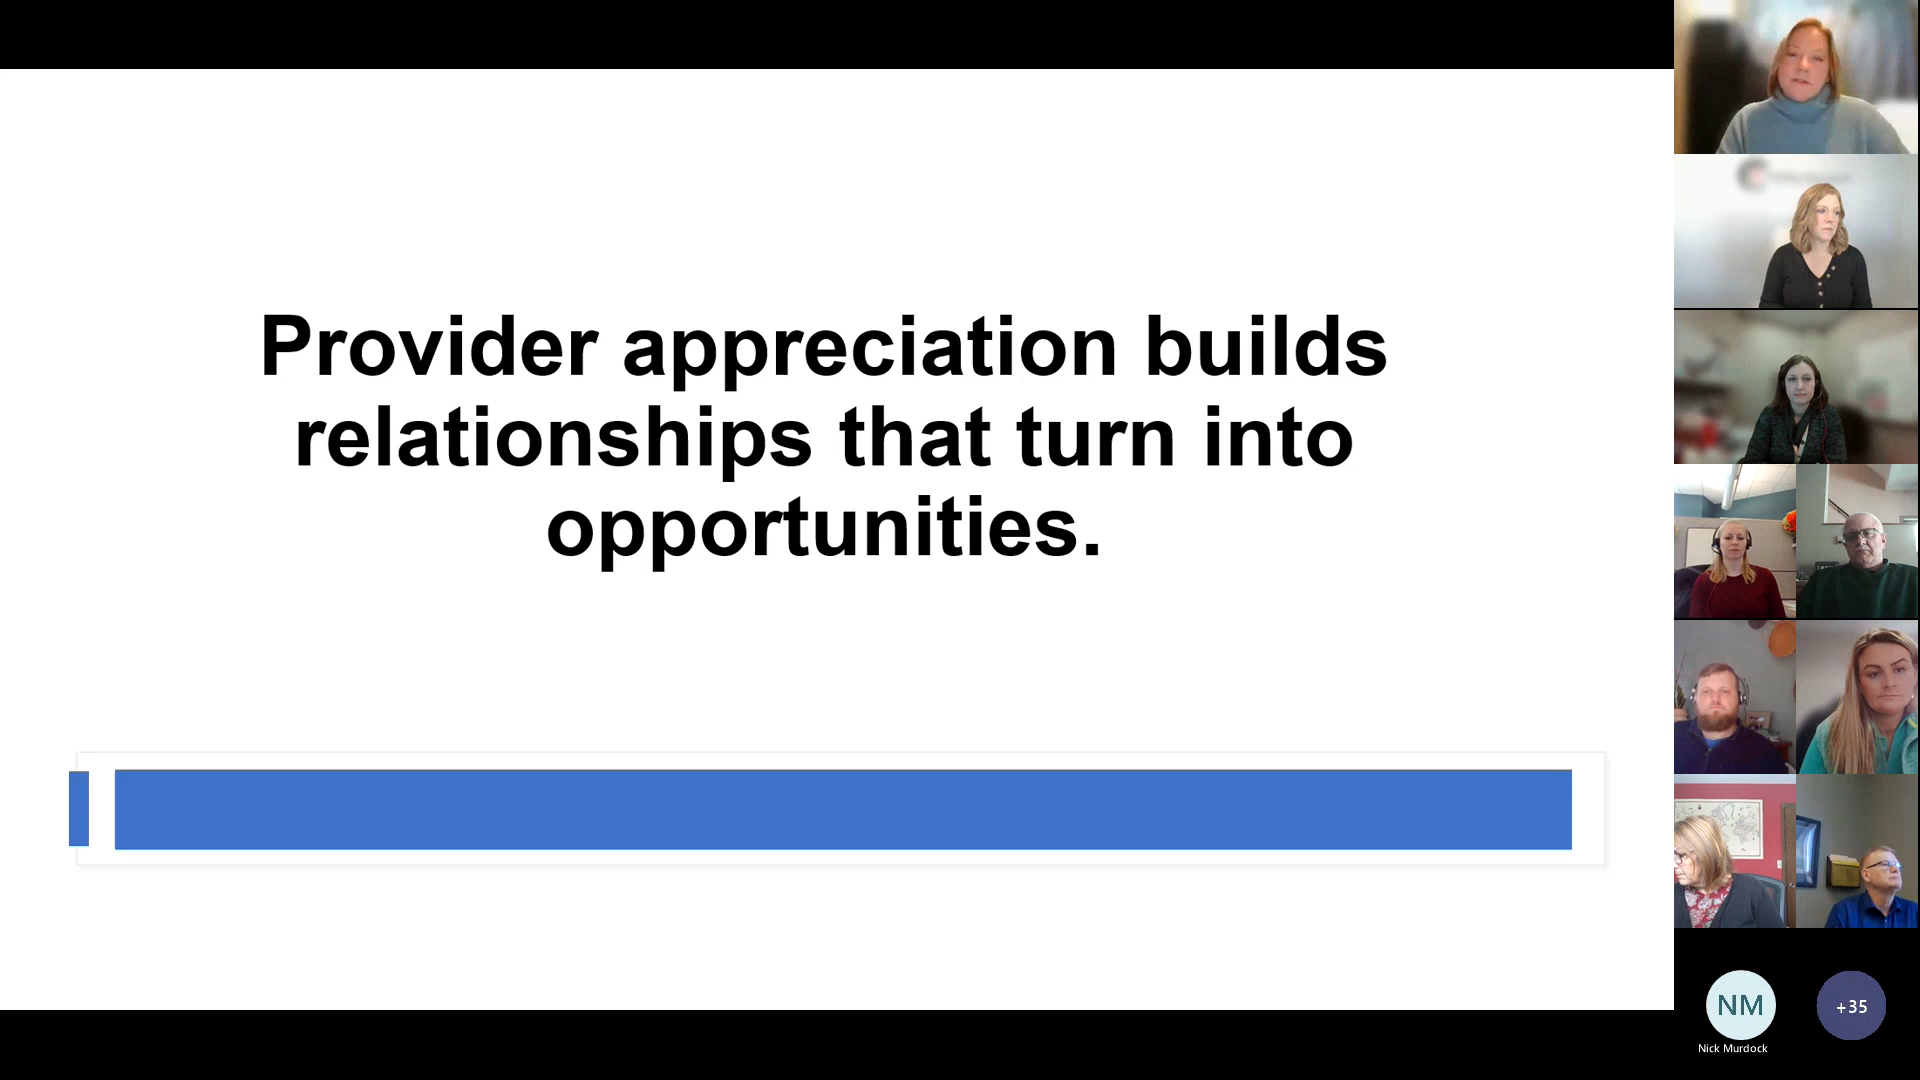 Provider appreciation builds
relationships that turn into
opportunities.
NM
+35
Nick Murdock